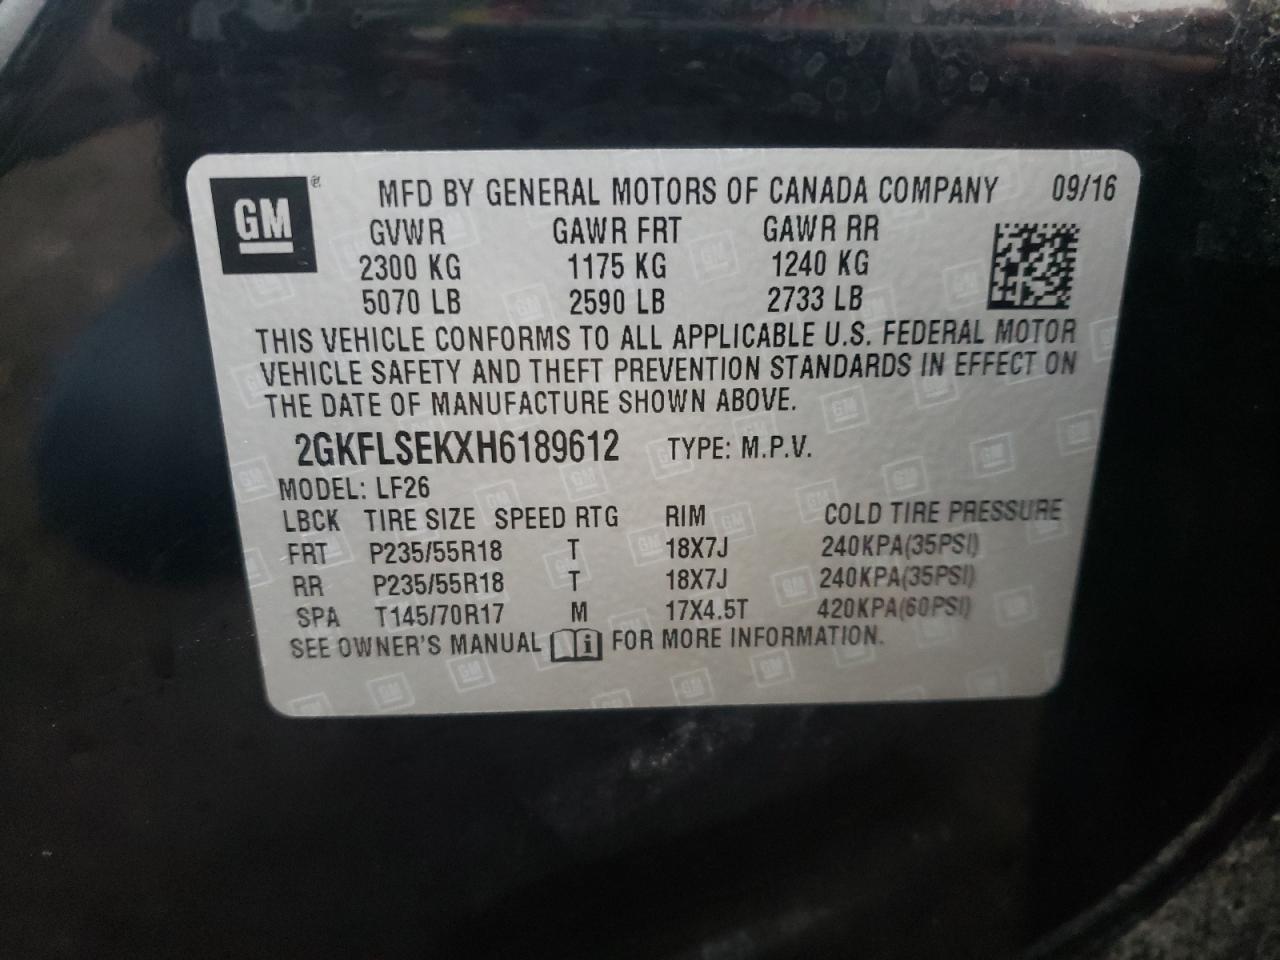 GM ® MFD BY GENERAL MOTORS OF CANADA COMPANY 09/16
GVWR GAWR FRT GAWR RR
2300 KG 1175 KG 1240 KG
5070 LB 2590 LB 2733 LB
THIS VEHICLE CONFORMS TO ALL APPLICABLE U.S. FEDERAL MOTOR
VEHICLE SAFETY AND THEFT PREVENTION STANDARDS IN EFFECT ON
THE DATE OF MANUFACTURE SHOWN ABOVE.
2GKFLSEKXH6189612 TYPE: M.P.V.
MODEL: LF26
LBCK TIRE SIZE SPEED RTG RIM COLD TIRE PRESSURE
FRT P235/55R18 T 18X7J 240KPA(35PSI)
RR P235/55R18 T 18X7J 240KPA(35PSI)
SPA T145/70R17 M 17X4.5T 420KPA(60PSI)
SEE OWNER'S MANUAL i FOR MORE INFORMATION.